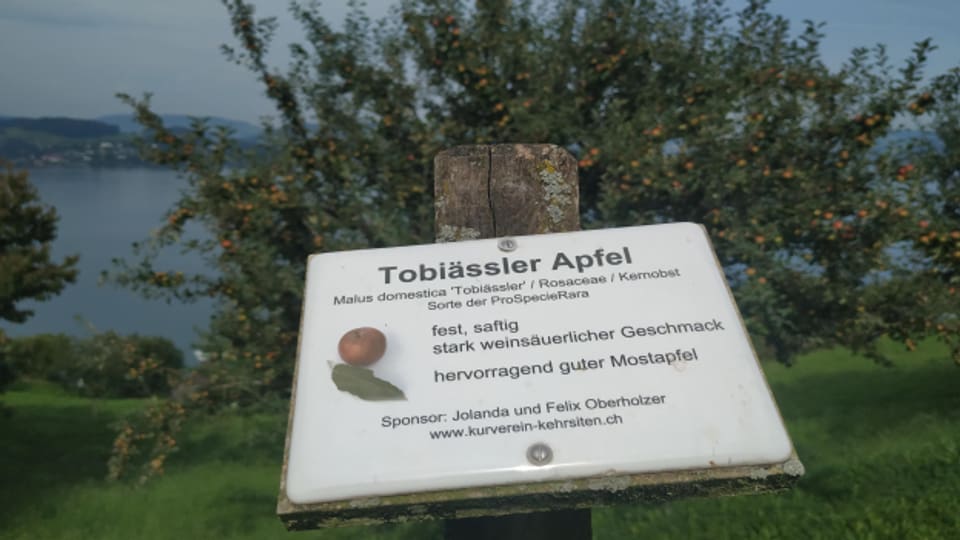 Tobiässler Apfel
Malus domestica 'Tobiässler' / Rosaceae / Kernobst
Sorte der ProSpecieRara
fest, saftig
stark weinsäuerlicher Geschmack
hervorragend guter Mostapfel
Sponsor: Jolanda und Felix Oberholzer
www.kurverein-kehrsiten.ch